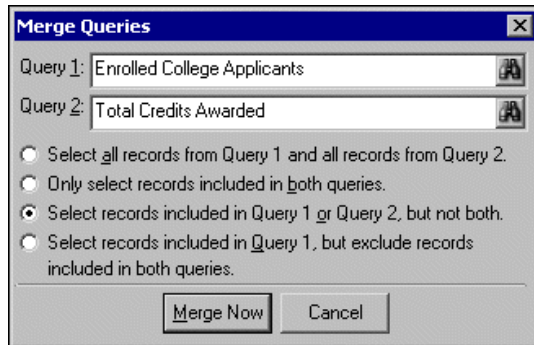 Merge Queries
Query 1: Enrolled College Applicants
Query 2: Total Credits Awarded
Select all records from Query 1 and all records from Query 2.
Only select records included in both queries.
Select records included in Query 1 or Query 2, but not both.
Select records included in Query 1, but exclude records
included in both queries.
Merge Now Cancel